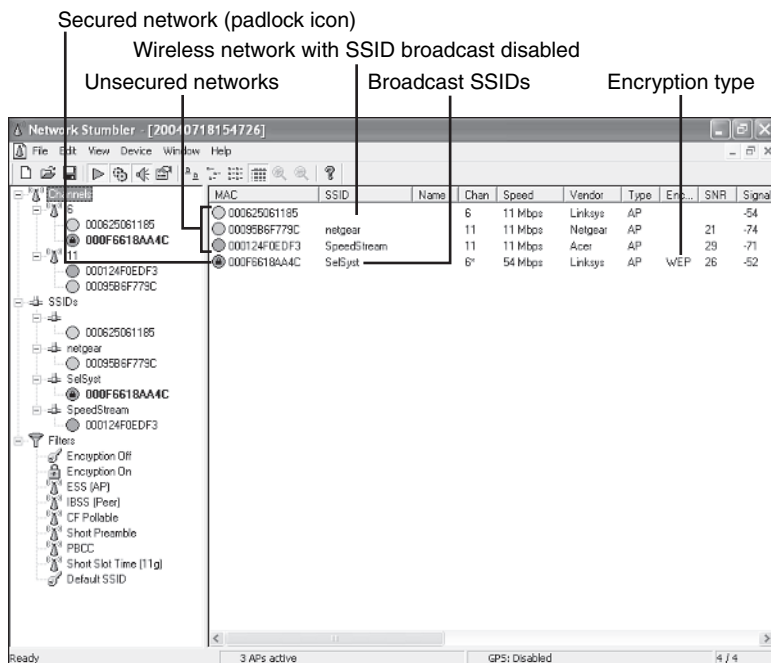 Secured network (padlock icon)
Wireless network with SSID broadcast disabled
Unsecured networks Broadcast SSIDs Encryption type
Network Stumbler - [20040718154726]
File Edit View Device Window Help
Channels
6
000625061185
000F6618AA4C
11
000124F0EDF3
00095B6F779C
SSIDs
000625061185
netgear
00095B6F779C
SelSyst
000F6618AA4C
SpeedStream
000124F0EDF3
Filters
Encryption Off
Encryption On
ESS (AP)
IBSS (Peer)
CF Pollable
Short Preamble
PBCC
Short Slot Time (11g)
Default SSID
MAC SSID Name Chan Speed Vendor Type Enc... SNR Signal
000625061185 6 11 Mbps Linksys AP -54
00095B6F779C netgear 11 11 Mbps Netgear AP 21 -74
000124F0EDF3 SpeedStream 11 11 Mbps Acer AP 29 -71
000F6618AA4C SelSyst 6* 54 Mbps Linksys AP WEP 26 -52
Ready 3 APs active GPS: Disabled 4 / 4